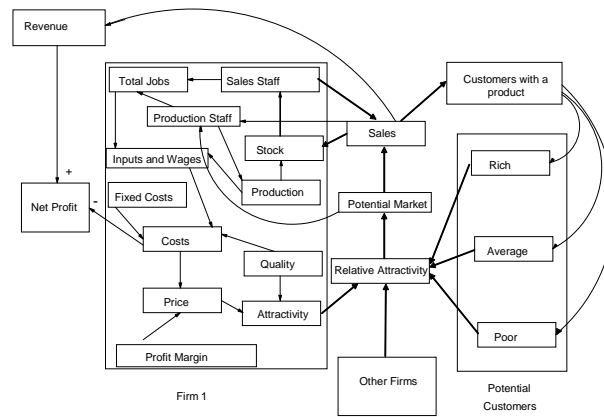 Revenue
Total Jobs
Sales Staff
Customers with a
product
Production Staff
Sales
Stock
Inputs and Wages
Rich
Production
+
-
Fixed Costs
Net Profit
Potential Market
Costs
Average
Quality
Relative Attractivity
Price
Attractivity
Poor
Profit Margin
Other Firms
Firm 1
Potential
Customers